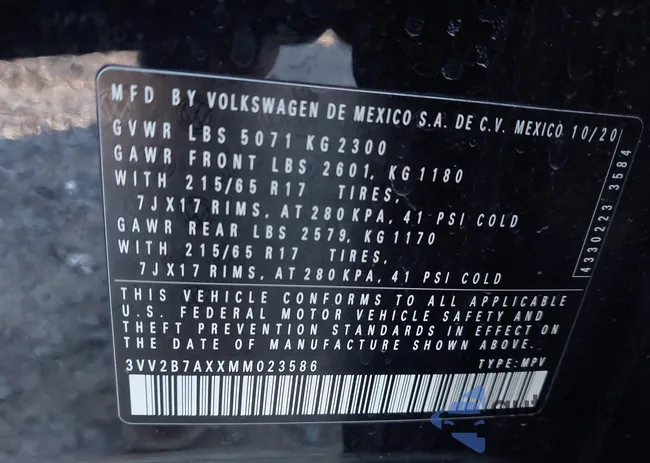 MFD BY VOLKSWAGEN DE MEXICO S.A. DE C.V. MEXICO 10/20
GVWR LBS 5071 KG 2300
GAWR FRONT LBS 2601, KG 1180
WITH 215/65 R17 TIRES,
7JX17 RIMS, AT 280 KPA, 41 PSI COLD
GAWR REAR LBS 2579, KG 1170
WITH 215/65 R17 TIRES,
7JX17 RIMS, AT 280 KPA, 41 PSI COLD
4330223 3584
THIS VEHICLE CONFORMS TO ALL APPLICABLE
U.S. FEDERAL MOTOR VEHICLE SAFETY AND
THEFT PREVENTION STANDARDS IN EFFECT ON
THE DATE OF MANUFACTURE SHOWN ABOVE.
3VV2B7AXXMM023586 TYPE: MPV